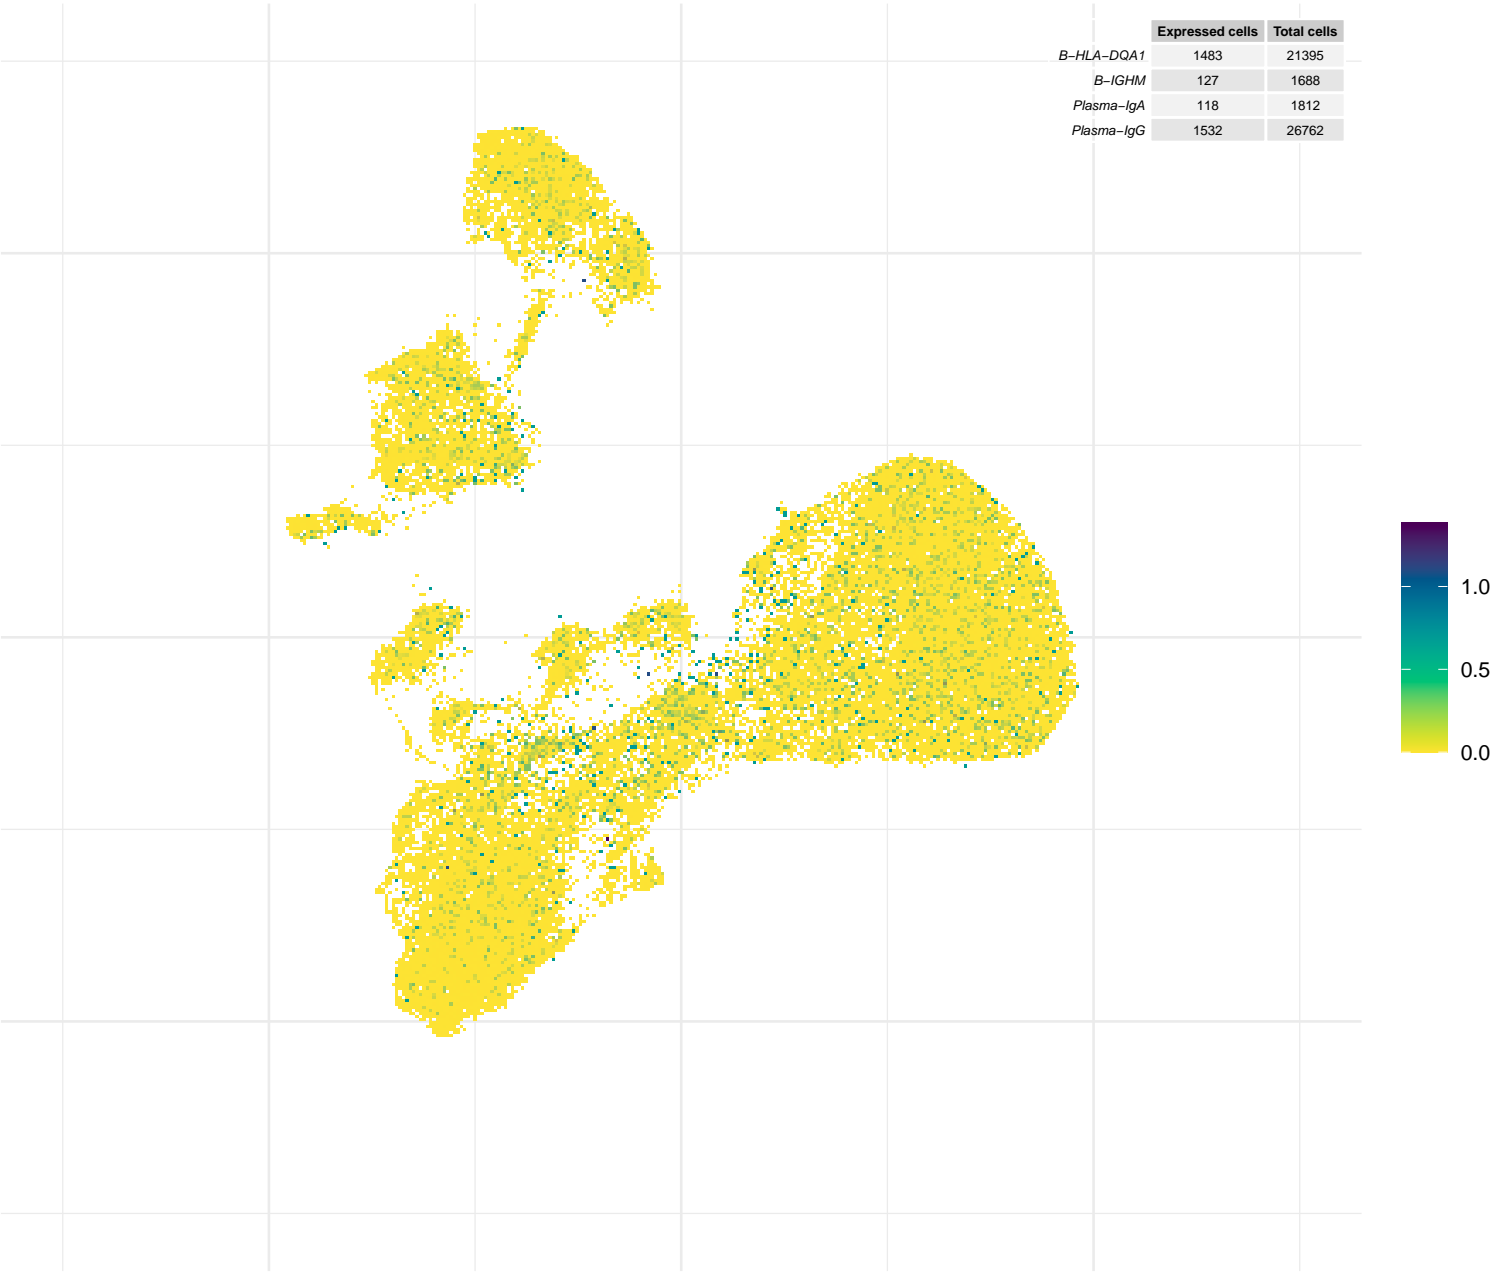 Expressed cells Total cells
B−HLA−DQA1 1483 21395
B−IGHM 127 1688
Plasma−IgA 118 1812
Plasma−IgG 1532 26762
1.0
0.5
0.0